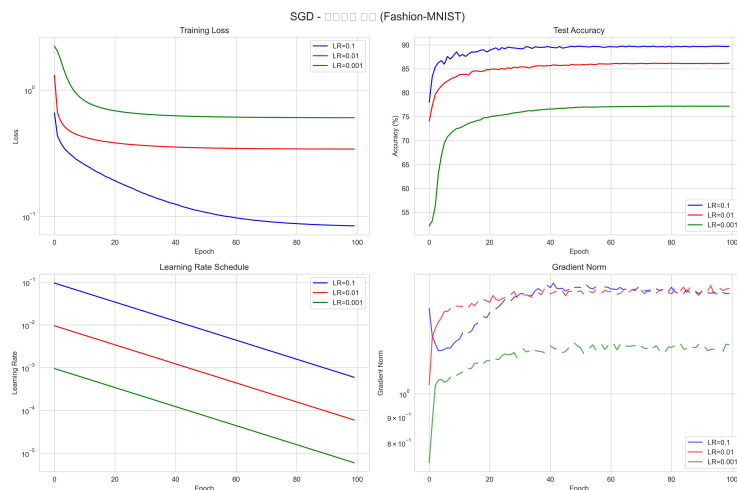 SGD - □□□□ □□ (Fashion-MNIST)
Training Loss
LR=0.1
LR=0.01
LR=0.001
10⁰
10⁻¹
Loss
0 20 40 60 80 100
Epoch
Test Accuracy
90
85
80
75
70
65
60
55
Accuracy (%)
LR=0.1
LR=0.01
LR=0.001
0 20 40 60 80 100
Epoch
Learning Rate Schedule
LR=0.1
LR=0.01
LR=0.001
10⁻¹
10⁻²
10⁻³
10⁻⁴
10⁻⁵
Learning Rate
0 20 40 60 80 100
Epoch
Gradient Norm
10⁰
9 × 10⁻¹
8 × 10⁻¹
Gradient Norm
LR=0.1
LR=0.01
LR=0.001
0 20 40 60 80 100
Epoch